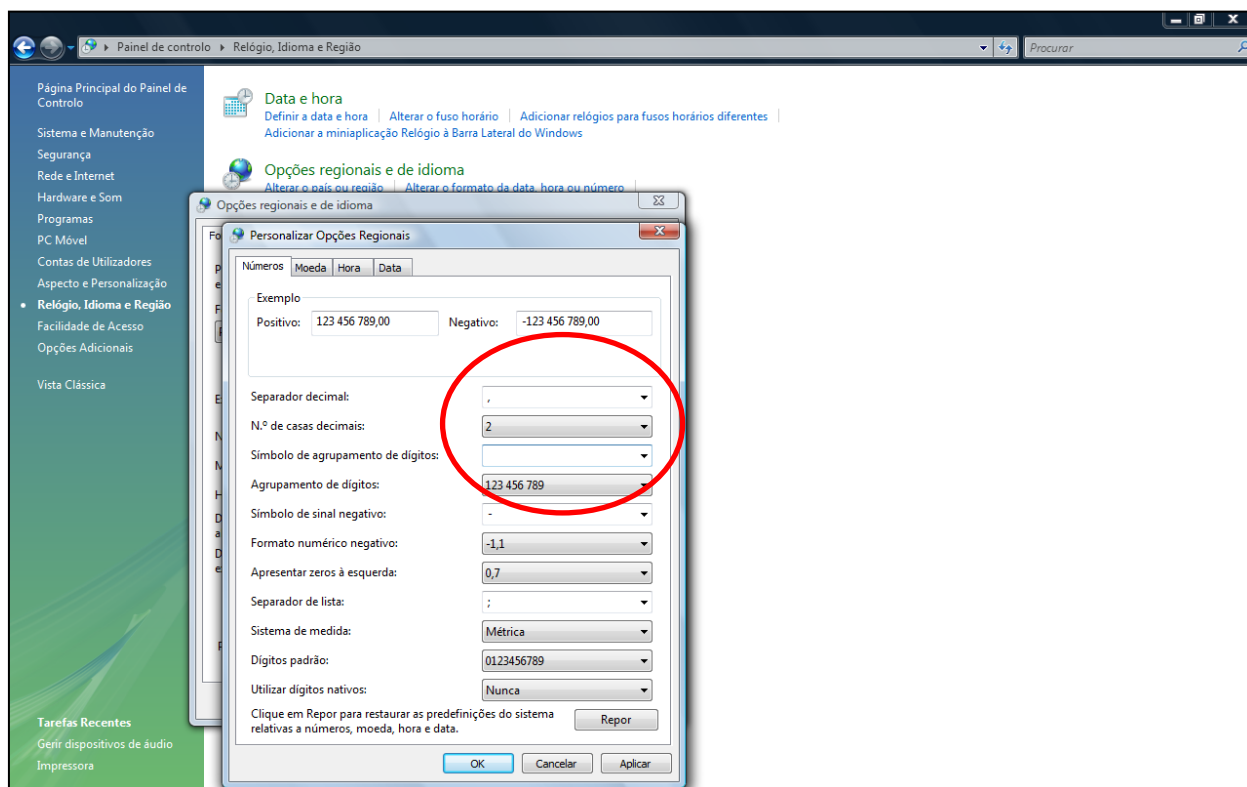 Painel de controlo ▸ Relógio, Idioma e Região
Procurar
Página Principal do Painel de
Controlo
Sistema e Manutenção
Segurança
Rede e Internet
Hardware e Som
Programas
PC Móvel
Contas de Utilizadores
Aspecto e Personalização
• Relógio, Idioma e Região
Facilidade de Acesso
Opções Adicionais
Vista Clássica
Tarefas Recentes
Gerir dispositivos de áudio
Impressora
Data e hora
Definir a data e hora | Alterar o fuso horário | Adicionar relógios para fusos horários diferentes
Adicionar a miniaplicação Relógio à Barra Lateral do Windows
Opções regionais e de idioma
Alterar o país ou região | Alterar o formato da data, hora ou número
Opções regionais e de idioma
Personalizar Opções Regionais
Números Moeda Hora Data
Exemplo
Positivo: 123 456 789,00 Negativo: -123 456 789,00
Separador decimal: ,
N.º de casas decimais: 2
Símbolo de agrupamento de dígitos:
Agrupamento de dígitos: 123 456 789
Símbolo de sinal negativo: -
Formato numérico negativo: -1,1
Apresentar zeros à esquerda: 0,7
Separador de lista: ;
Sistema de medida: Métrica
Dígitos padrão: 0123456789
Utilizar dígitos nativos: Nunca
Clique em Repor para restaurar as predefinições do sistema
relativas a números, moeda, hora e data.
Repor
OK Cancelar Aplicar